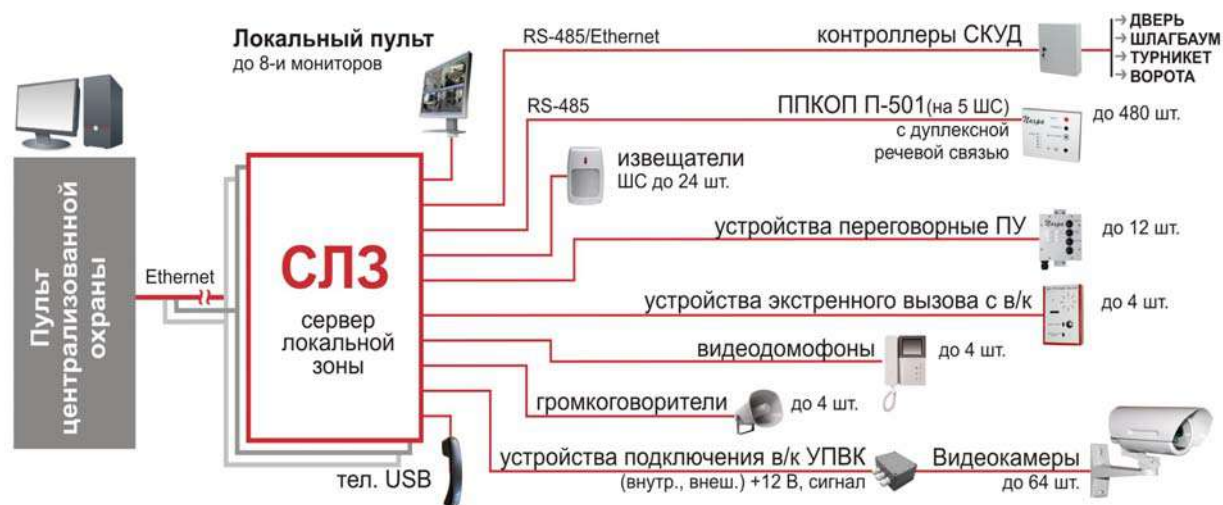 Локальный пульт
до 8-и мониторов
RS-485/Ethernet
контроллеры СКУД
ДВЕРЬ
ШЛАГБАУМ
ТУРНИКЕТ
ВОРОТА
RS-485
ППКОП П-501(на 5 ШС)
с дуплексной
речевой связью
до 480 шт.
извещатели
ШС до 24 шт.
устройства переговорные ПУ
до 12 шт.
Пульт
централизованной
охраны
Ethernet
СЛЗ
сервер
локальной
зоны
устройства экстренного вызова с в/к
до 4 шт.
видеодомофоны
до 4 шт.
громкоговорители
до 4 шт.
тел. USB
устройства подключения в/к УПВК
(внутр., внеш.) +12 В, сигнал
Видеокамеры
до 64 шт.